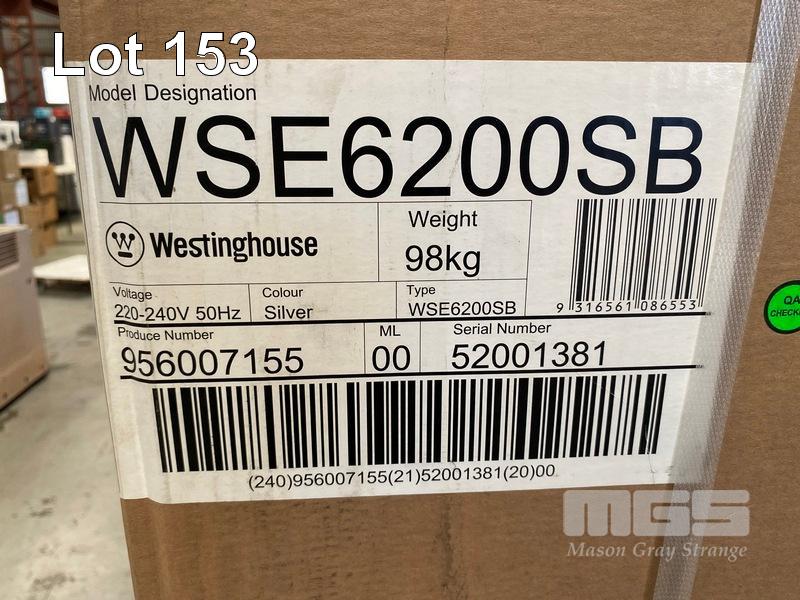 Lot 153
Model Designation
WSE6200SB
Westinghouse
Weight
98kg
Voltage
220-240V 50Hz
Colour
Silver
Type
WSE6200SB
9 316561 086553
Produce Number
956007155
ML
00
Serial Number
52001381
(240)956007155(21)52001381(20)00
QA
MGS
Mason Gray Strange